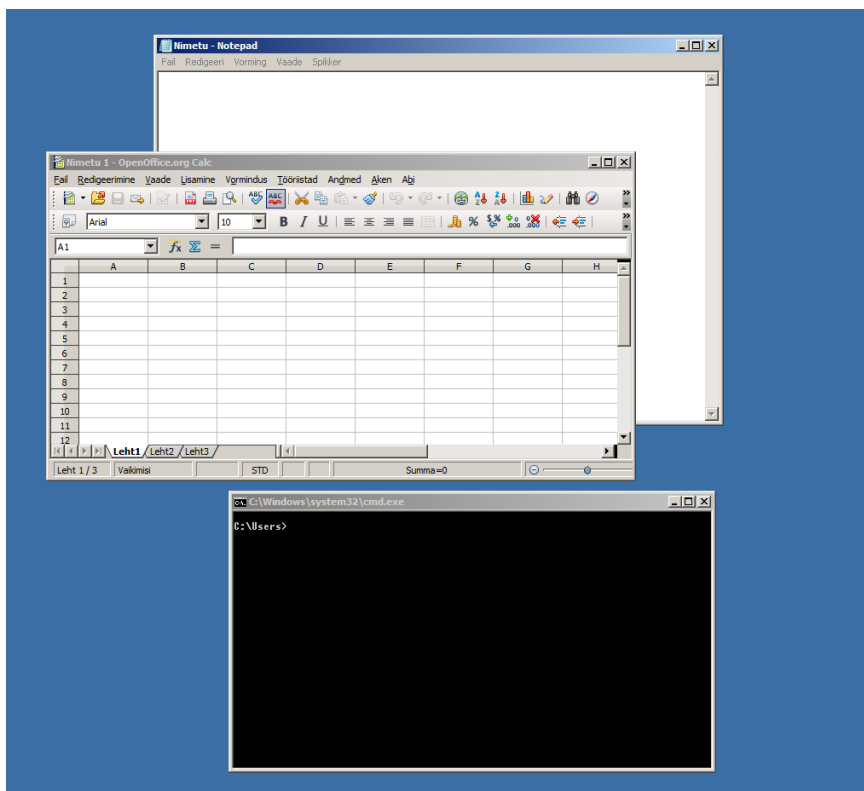 Nimetu - Notepad
Fail Redigeeri Vorming Vaade Spikker
Nimetu 1 - OpenOffice.org Calc
Fail Redigeerimine Vaade Lisamine Vormindus Tööriistad Andmed Aken Abi
ABC ABC
Arial 10 B I U
A1
A B C D E F G H
1
2
3
4
5
6
7
8
9
10
11
12
Leht1 Leht2 Leht3
Leht 1 / 3 Vaikimisi STD Summa=0
C:\Windows\system32\cmd.exe
C:\Users>